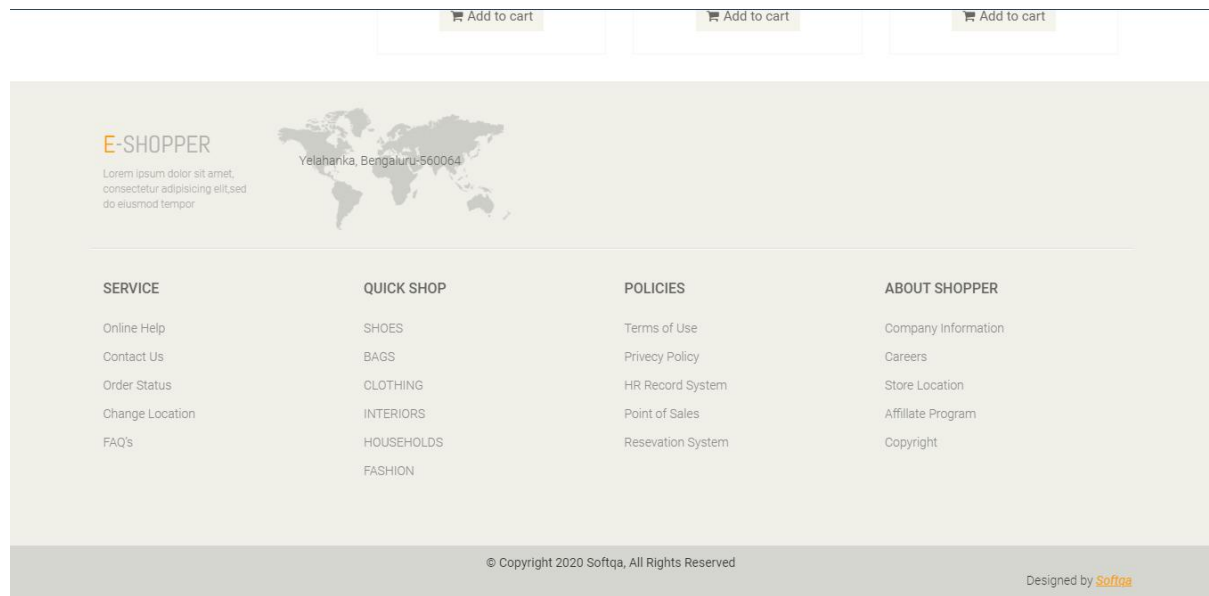 Add to cart
Add to cart
Add to cart
E-SHOPPER
Lorem ipsum dolor sit amet,
consectetur adipisicing elit,sed
do eiusmod tempor
Yelahanka, Bengaluru-560064
SERVICE
Online Help
Contact Us
Order Status
Change Location
FAQ's
QUICK SHOP
SHOES
BAGS
CLOTHING
INTERIORS
HOUSEHOLDS
FASHION
POLICIES
Terms of Use
Privecy Policy
HR Record System
Point of Sales
Resevation System
ABOUT SHOPPER
Company Information
Careers
Store Location
Affillate Program
Copyright
© Copyright 2020 Softqa, All Rights Reserved
Designed by Softqa